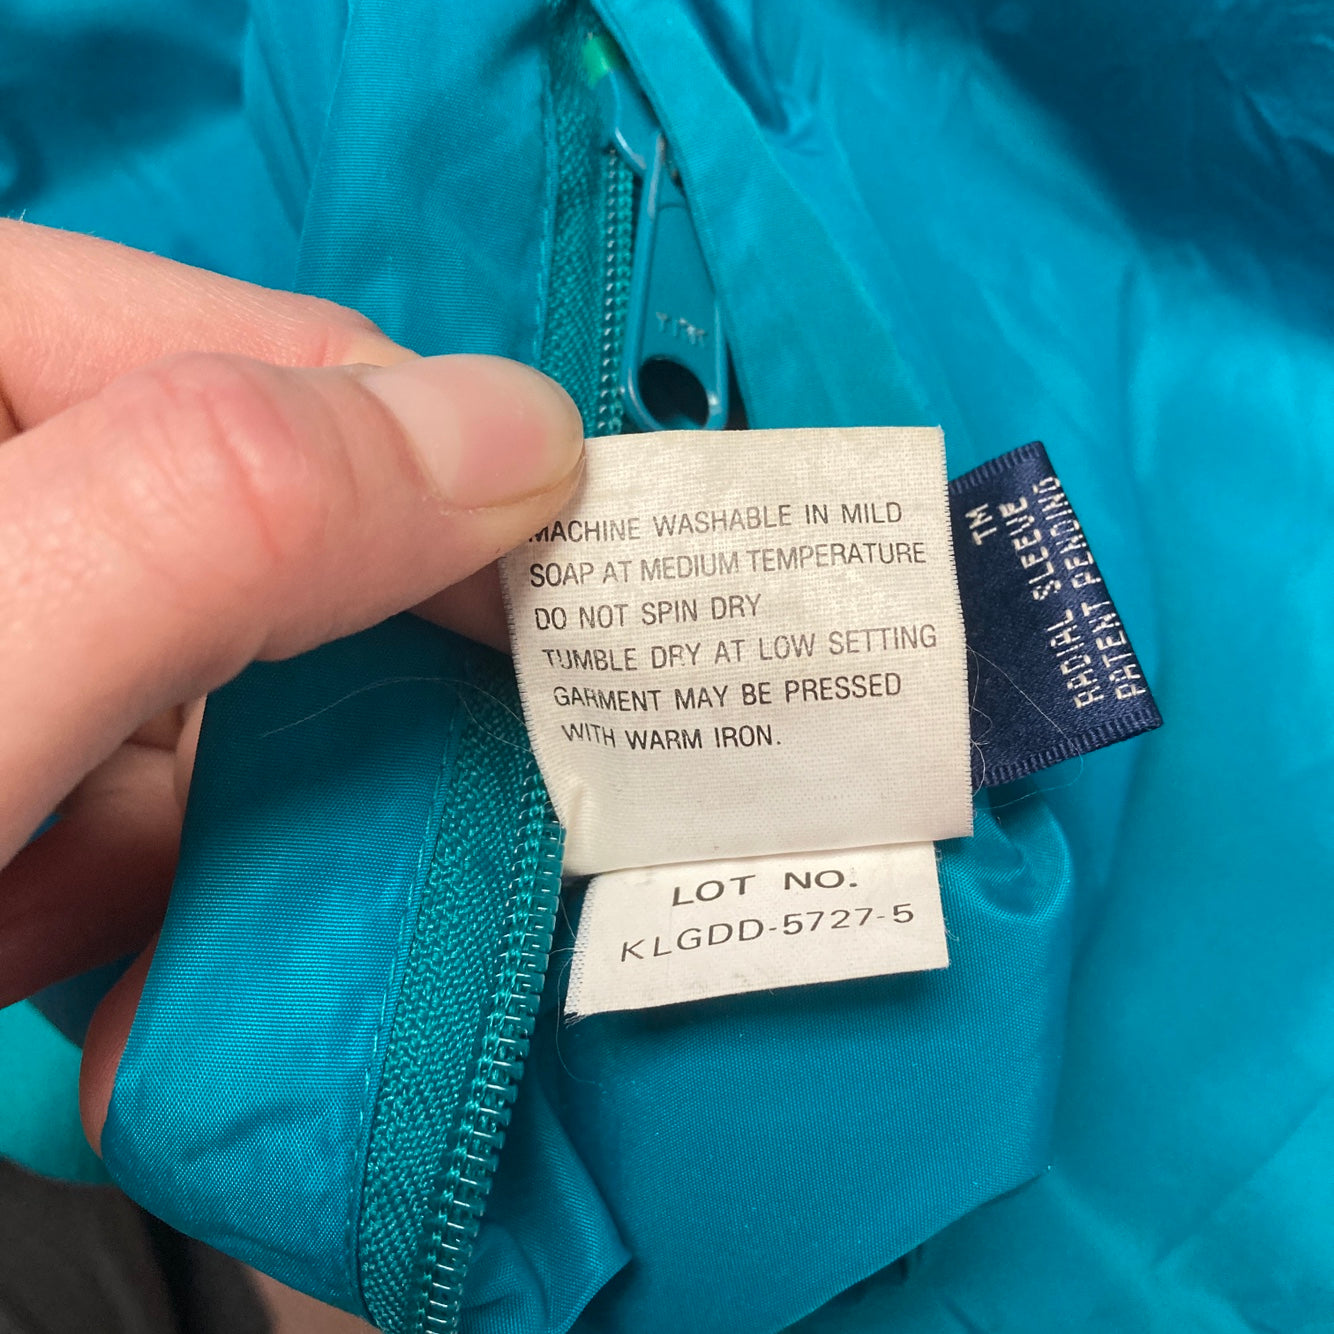 YKK
MACHINE WASHABLE IN MILD
SOAP AT MEDIUM TEMPERATURE
DO NOT SPIN DRY
TUMBLE DRY AT LOW SETTING
GARMENT MAY BE PRESSED
WITH WARM IRON.
LOT NO.
KLGDD-5727-5
TM
RADIAL SLEEVE
PATENT PENDING